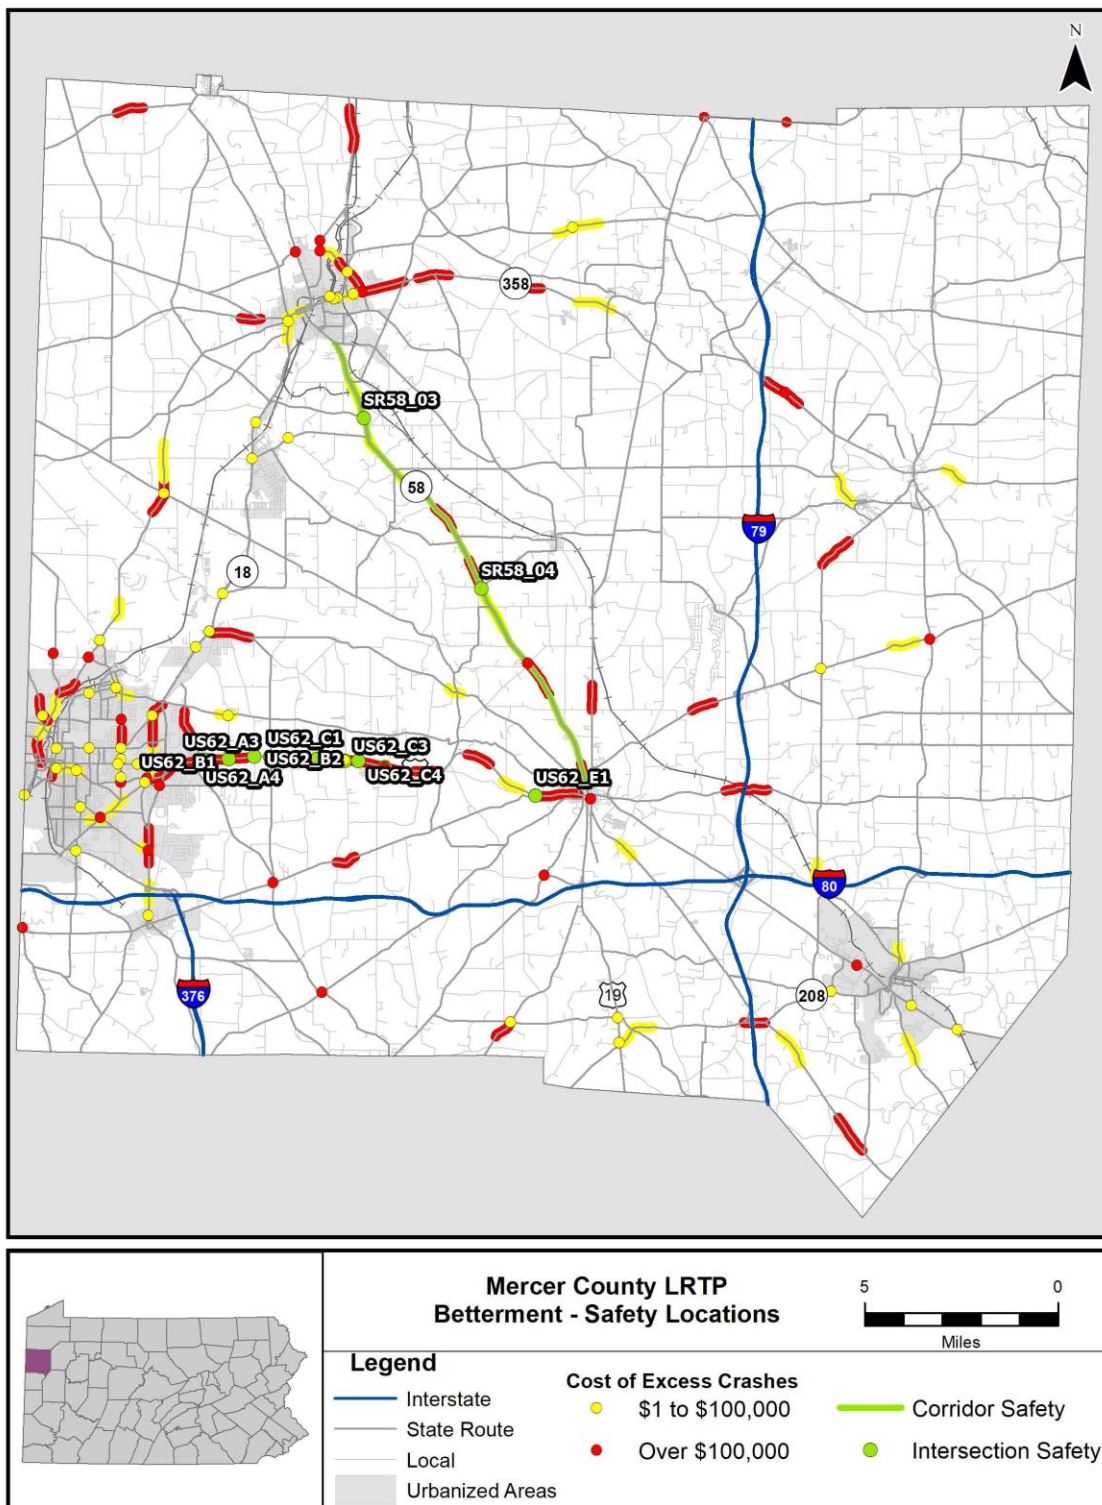 N
358
SR58_03
58
79
18
SR58_04
US62_A3
US62_C1
US62_C3
US62_B1
US62_B2
US62_A4
US62_C4
US62_E1
80
376
19
208
Mercer County LRTP
Betterment - Safety Locations
5 0
Miles
Legend
Interstate
State Route
Local
Urbanized Areas
Cost of Excess Crashes
$1 to $100,000
Over $100,000
Corridor Safety
Intersection Safety